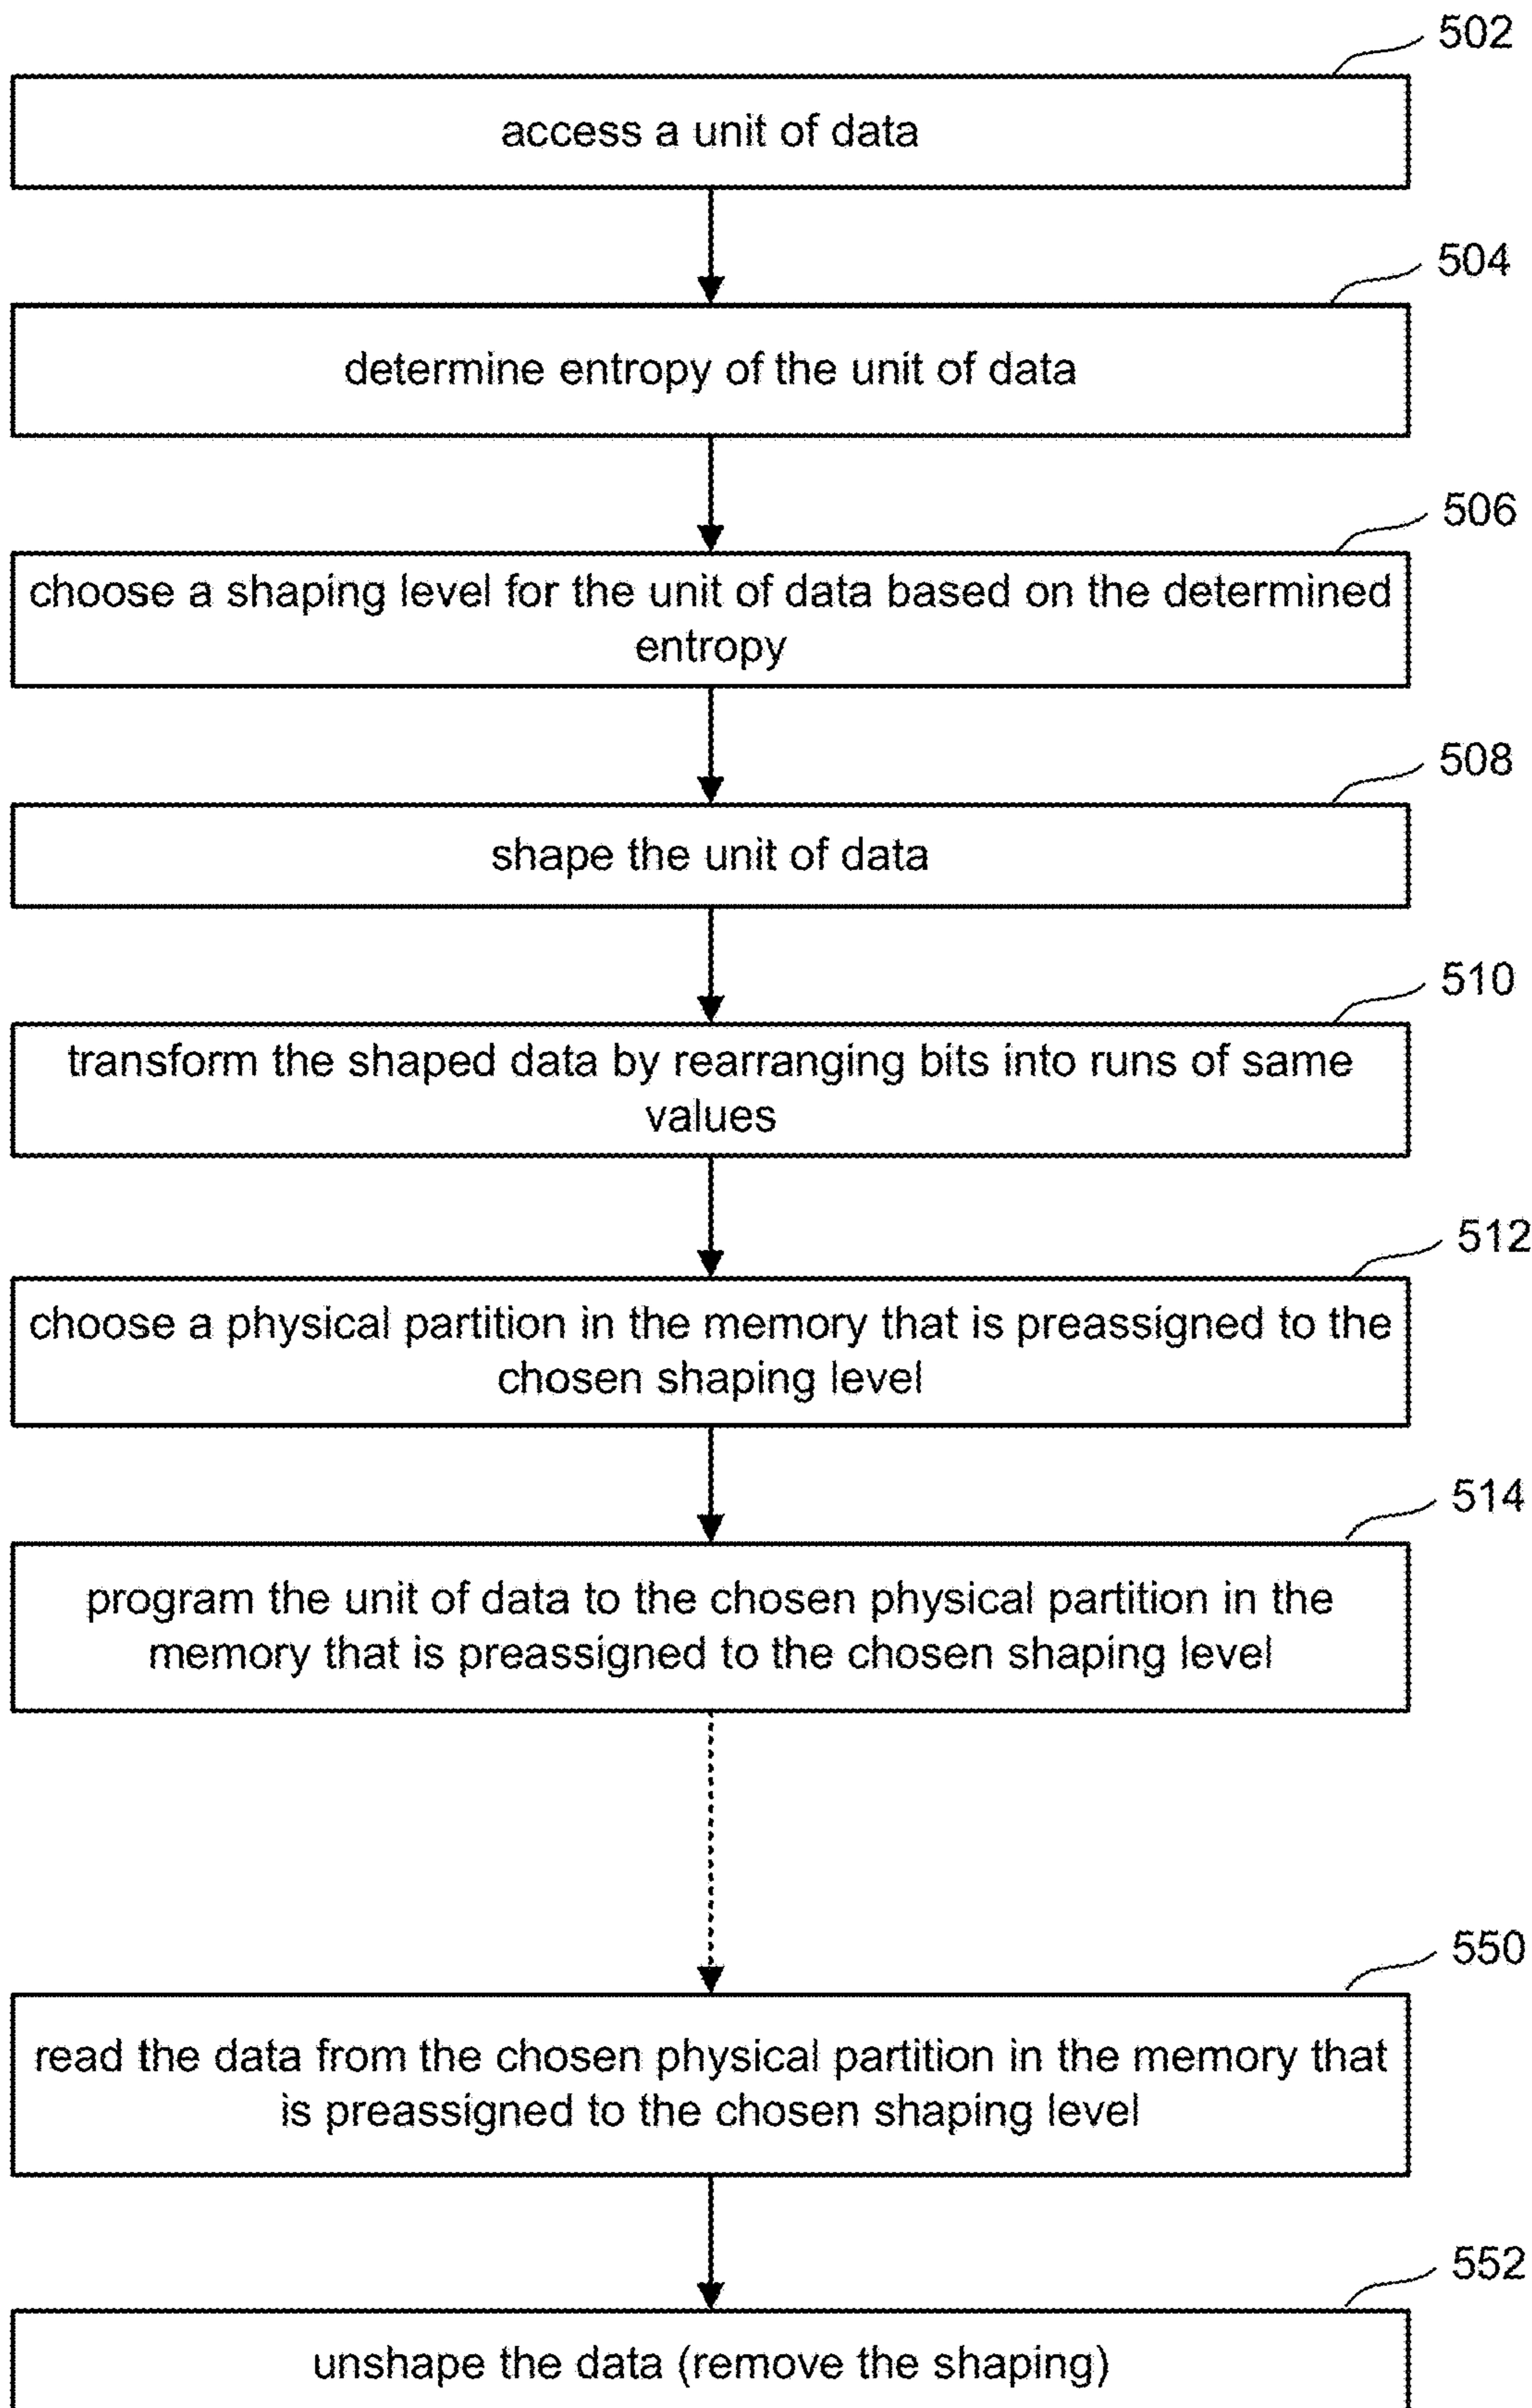 502
access a unit of data
504
determine entropy of the unit of data
506
choose a shaping level for the unit of data based on the determined
entropy
508
shape the unit of data
510
transform the shaped data by rearranging bits into runs of same
values
512
choose a physical partition in the memory that is preassigned to the
chosen shaping level
514
program the unit of data to the chosen physical partition in the
memory that is preassigned to the chosen shaping level
550
read the data from the chosen physical partition in the memory that
is preassigned to the chosen shaping level
552
unshape the data (remove the shaping)